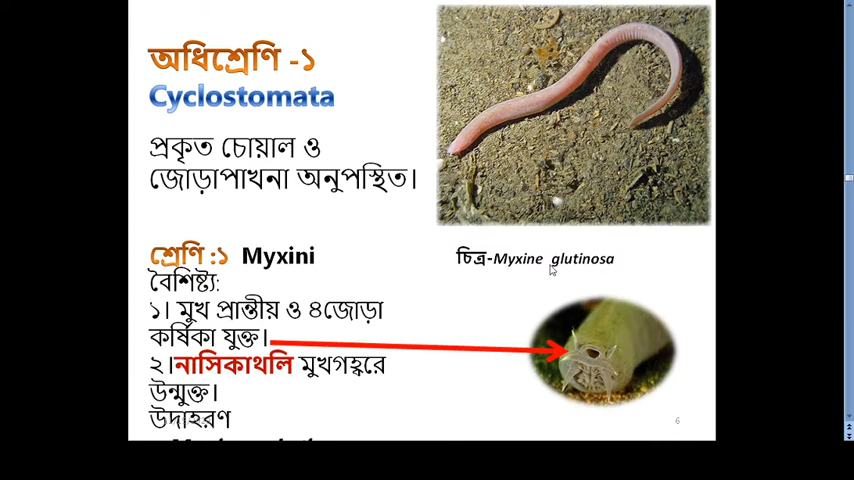 অধিশ্রেণি -১
Cyclostomata
প্রকৃত চোয়াল ও
জোড়াপাখনা অনুপস্থিত।
শ্রেণি :১ Myxini
বৈশিষ্ট্য:
১। মুখ প্রান্তীয় ও ৪জোড়া
কর্ষিকা যুক্ত।
২।নাসিকাথলি মুখগহ্বরে
উন্মুক্ত।
উদাহরণ
চিত্র-Myxine glutinosa
6